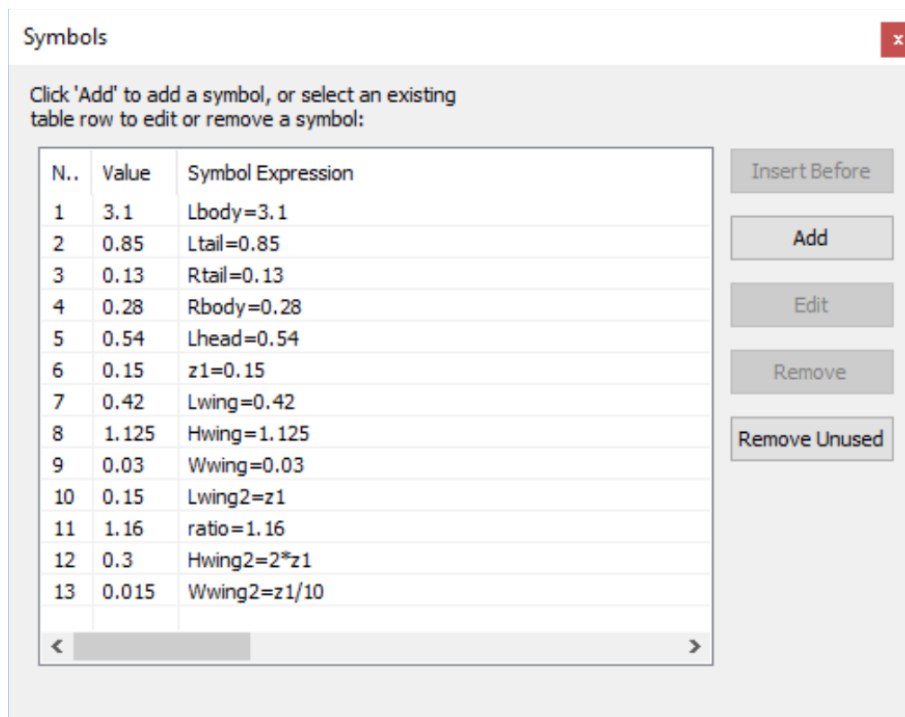 Symbols
x
Click 'Add' to add a symbol, or select an existing
table row to edit or remove a symbol:
N.. Value Symbol Expression
1 3.1 Lbody=3.1
2 0.85 Ltail=0.85
3 0.13 Rtail=0.13
4 0.28 Rbody=0.28
5 0.54 Lhead=0.54
6 0.15 z1=0.15
7 0.42 Lwing=0.42
8 1.125 Hwing=1.125
9 0.03 Wwing=0.03
10 0.15 Lwing2=z1
11 1.16 ratio=1.16
12 0.3 Hwing2=2*z1
13 0.015 Wwing2=z1/10
Insert Before
Add
Edit
Remove
Remove Unused